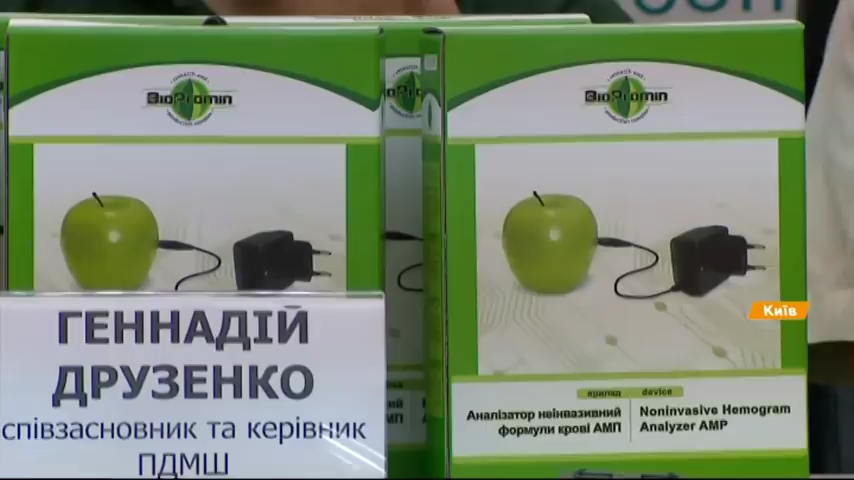 BioPromin
BioPromin
ГЕННАДІЙ
ДРУЗЕНКО
співзасновник та керівник
ПДМШ
Київ
прилад device
Аналізатор неінвазивний
формули крові АМП
Noninvasive Hemogram
Analyzer AMP